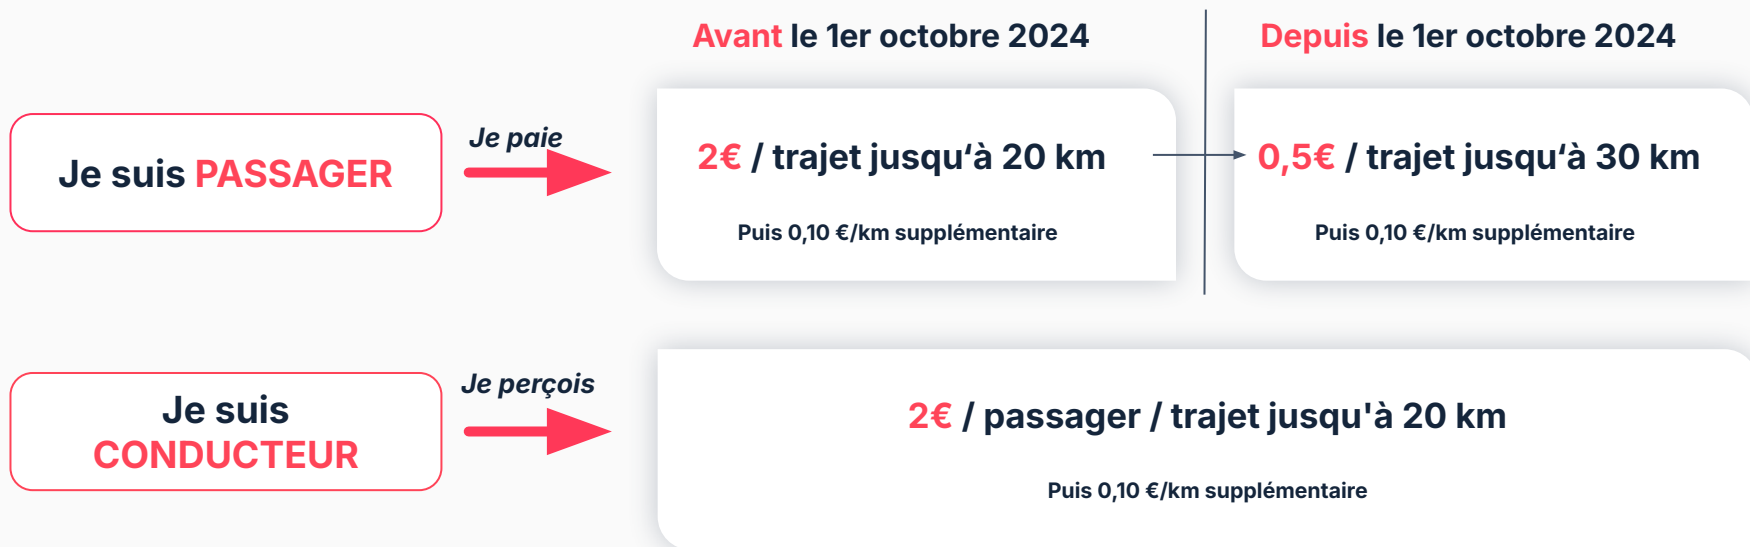 Avant le 1er octobre 2024
Depuis le 1er octobre 2024
Je suis PASSAGER
Je paie
2€ / trajet jusqu‘à 20 km
Puis 0,10 €/km supplémentaire
0,5€ / trajet jusqu‘à 30 km
Puis 0,10 €/km supplémentaire
Je suis
CONDUCTEUR
Je perçois
2€ / passager / trajet jusqu'à 20 km
Puis 0,10 €/km supplémentaire